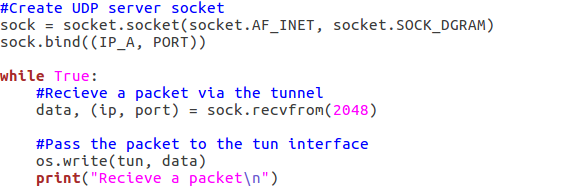 #Create UDP server socket
sock = socket.socket(socket.AF_INET, socket.SOCK_DGRAM)
sock.bind((IP_A, PORT))

while True:
    #Recieve a packet via the tunnel
    data, (ip, port) = sock.recvfrom(2048)

    #Pass the packet to the tun interface
    os.write(tun, data)
    print("Recieve a packet\n")